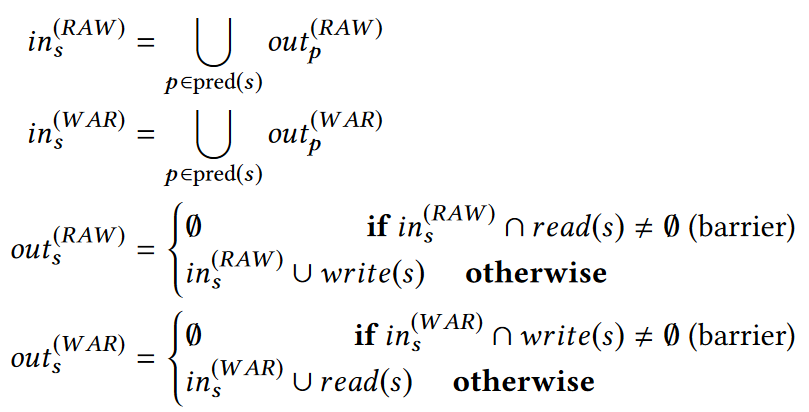 in_s^{(RAW)} = ⋃_{p∈pred(s)} out_p^{(RAW)}
in_s^{(WAR)} = ⋃_{p∈pred(s)} out_p^{(WAR)}
out_s^{(RAW)} = { ∅ if in_s^{(RAW)} ∩ read(s) ≠ ∅ (barrier)
in_s^{(RAW)} ∪ write(s) otherwise
out_s^{(WAR)} = { ∅ if in_s^{(WAR)} ∩ write(s) ≠ ∅ (barrier)
in_s^{(WAR)} ∪ read(s) otherwise